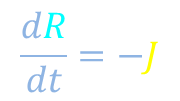 dR/dt = −J